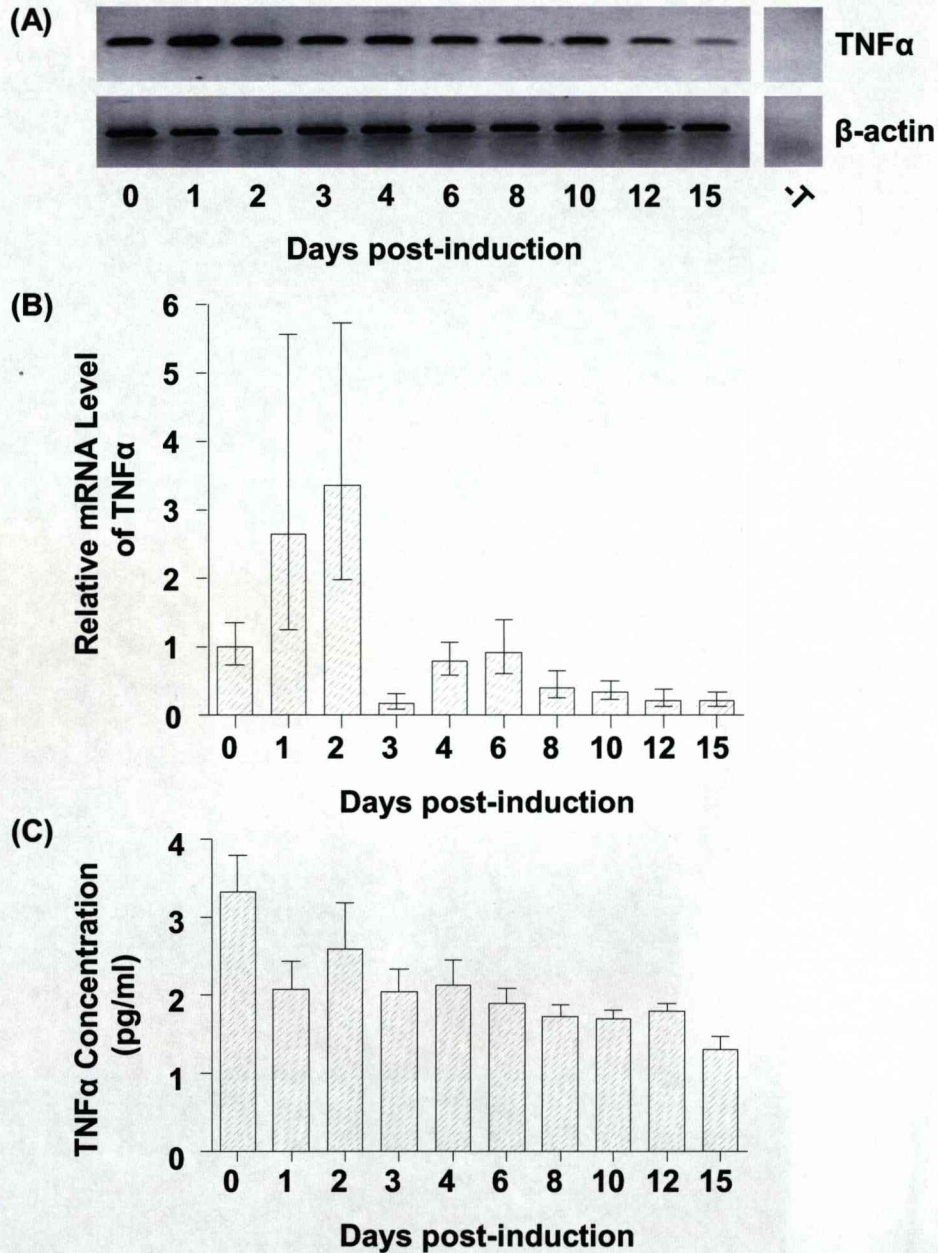 (A)
TNFα
β-actin
0 1 2 3 4 6 8 10 12 15 -T
Days post-induction
(B)
Relative mRNA Level
of TNFα
6
5
4
3
2
1
0
0 1 2 3 4 6 8 10 12 15
Days post-induction
(C)
TNFα Concentration
(pg/ml)
4
3
2
1
0
0 1 2 3 4 6 8 10 12 15
Days post-induction